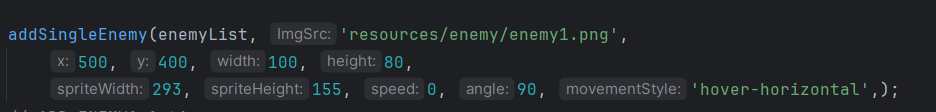 addSingleEnemy(enemyList, ImgSrc: 'resources/enemy/enemy1.png',
x: 500, y: 400, width: 100, height: 80,
spriteWidth: 293, spriteHeight: 155, speed: 0, angle: 90, movementStyle: 'hover-horizontal',);